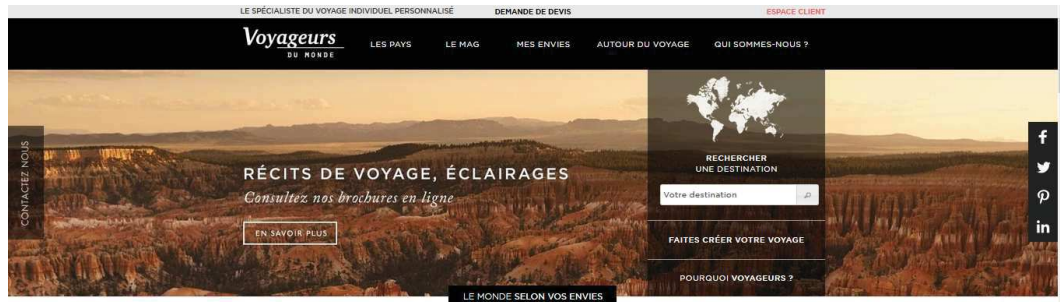 LE SPÉCIALISTE DU VOYAGE INDIVIDUEL PERSONNALISÉ DEMANDE DE DEVIS ESPACE CLIENT
Voyageurs
DU MONDE
LES PAYS LE MAG MES ENVIES AUTOUR DU VOYAGE QUI SOMMES-NOUS ?
CONTACTEZ NOUS
RÉCITS DE VOYAGE, ÉCLAIRAGES
Consultez nos brochures en ligne
EN SAVOIR PLUS
RECHERCHER
UNE DESTINATION
Votre destination
FAITES CRÉER VOTRE VOYAGE
POURQUOI VOYAGEURS ?
f
in
LE MONDE SELON VOS ENVIES